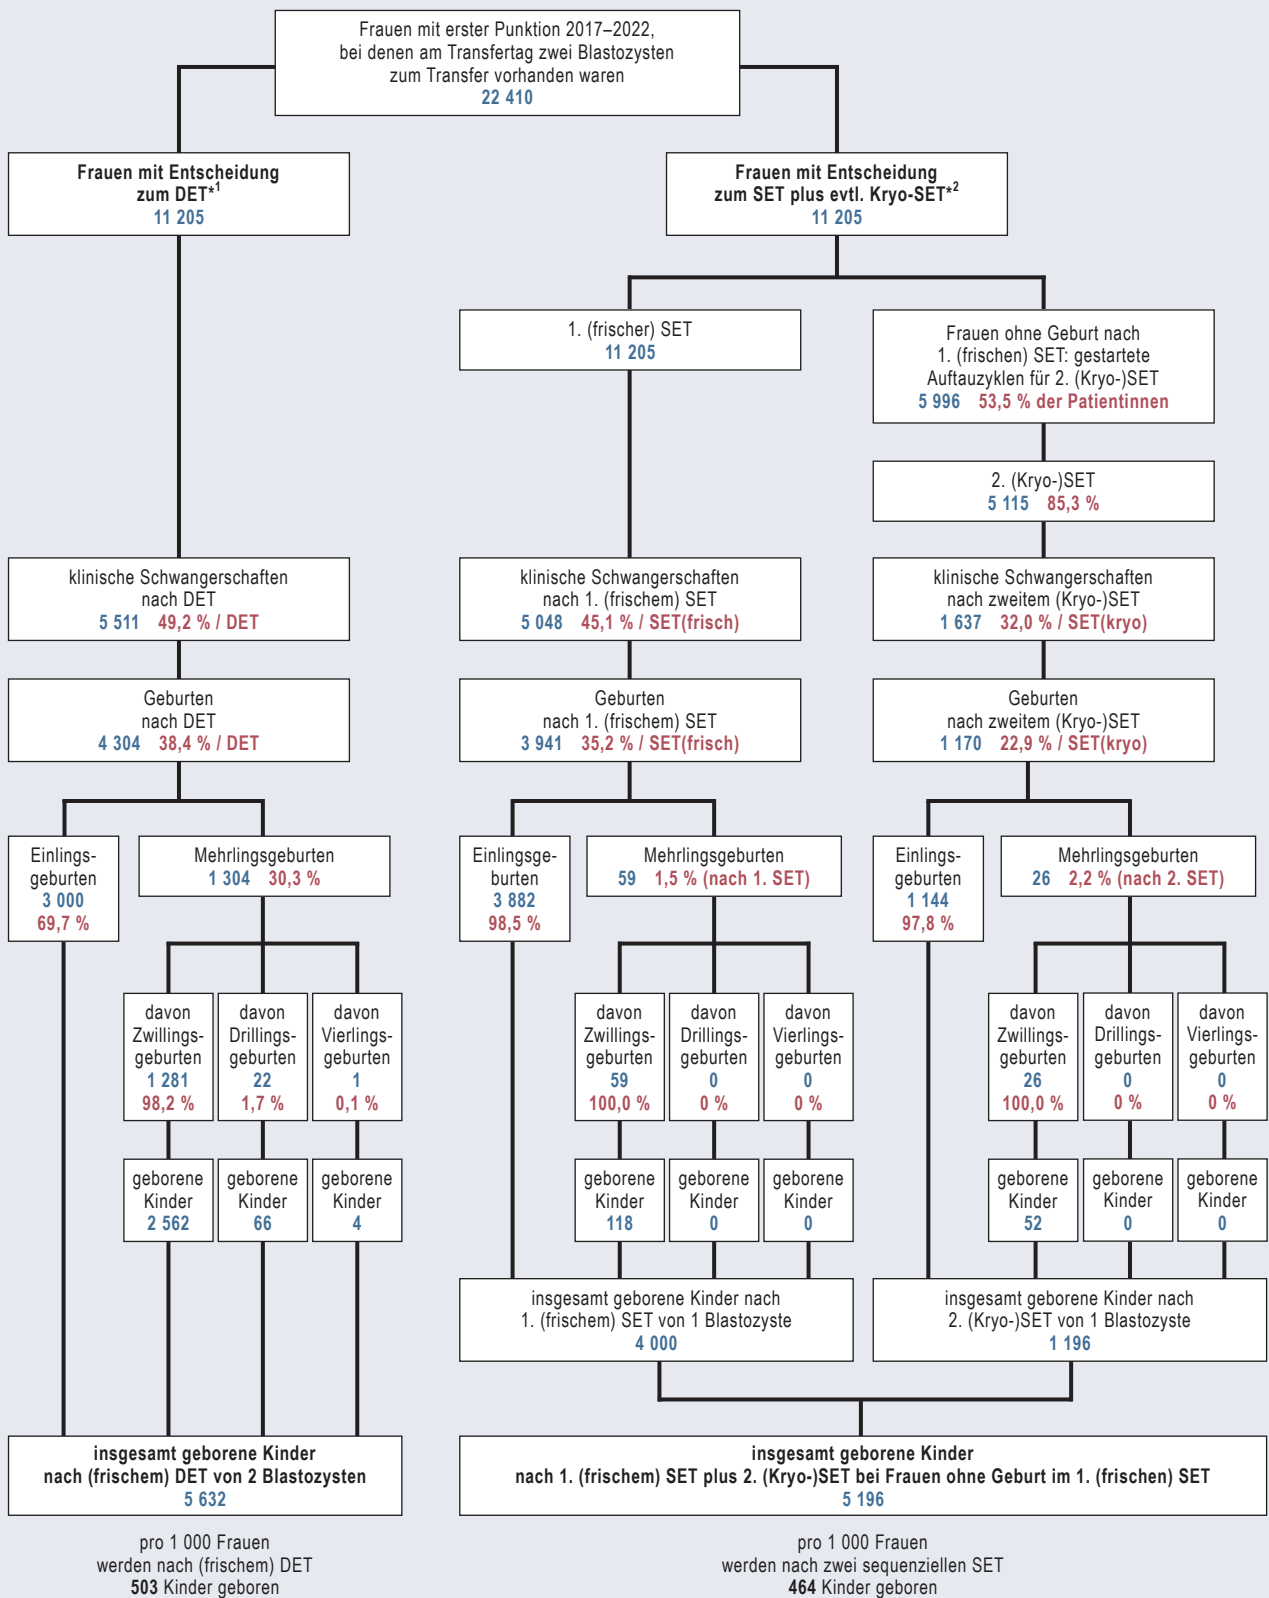 Frauen mit erster Punktion 2017–2022,
bei denen am Transfertag zwei Blastozysten
zum Transfer vorhanden waren
22 410
Frauen mit Entscheidung
zum DET*1
11 205
Frauen mit Entscheidung
zum SET plus evtl. Kryo-SET*2
11 205
1. (frischer) SET
11 205
Frauen ohne Geburt nach
1. (frischen) SET: gestartete
Auftauzyklen für 2. (Kryo-)SET
5 996 53,5 % der Patientinnen
2. (Kryo-)SET
5 115 85,3 %
klinische Schwangerschaften
nach DET
5 511 49,2 % / DET
klinische Schwangerschaften
nach 1. (frischem) SET
5 048 45,1 % / SET(frisch)
klinische Schwangerschaften
nach zweitem (Kryo-)SET
1 637 32,0 % / SET(kryo)
Geburten
nach DET
4 304 38,4 % / DET
Geburten
nach 1. (frischem) SET
3 941 35,2 % / SET(frisch)
Geburten
nach zweitem (Kryo-)SET
1 170 22,9 % / SET(kryo)
Einlings-
geburten
3 000
69,7 %
Mehrlingsgeburten
1 304 30,3 %
Einlingsge-
burten
3 882
98,5 %
Mehrlingsgeburten
59 1,5 % (nach 1. SET)
Einlings-
geburten
1 144
97,8 %
Mehrlingsgeburten
26 2,2 % (nach 2. SET)
davon
Zwillings-
geburten
1 281
98,2 %
davon
Drillings-
geburten
22
1,7 %
davon
Vierlings-
geburten
1
0,1 %
davon
Zwillings-
geburten
59
100,0 %
davon
Drillings-
geburten
0
0 %
davon
Vierlings-
geburten
0
0 %
davon
Zwillings-
geburten
26
100,0 %
davon
Drillings-
geburten
0
0 %
davon
Vierlings-
geburten
0
0 %
geborene
Kinder
2 562
geborene
Kinder
66
geborene
Kinder
4
geborene
Kinder
118
geborene
Kinder
0
geborene
Kinder
0
geborene
Kinder
52
geborene
Kinder
0
geborene
Kinder
0
insgesamt geborene Kinder nach
1. (frischem) SET von 1 Blastozyste
4 000
insgesamt geborene Kinder nach
2. (Kryo-)SET von 1 Blastozyste
1 196
insgesamt geborene Kinder
nach (frischem) DET von 2 Blastozysten
5 632
insgesamt geborene Kinder
nach 1. (frischem) SET plus 2. (Kryo-)SET bei Frauen ohne Geburt im 1. (frischen) SET
5 196
pro 1 000 Frauen
werden nach (frischem) DET
503 Kinder geboren
pro 1 000 Frauen
werden nach zwei sequenziellen SET
464 Kinder geboren